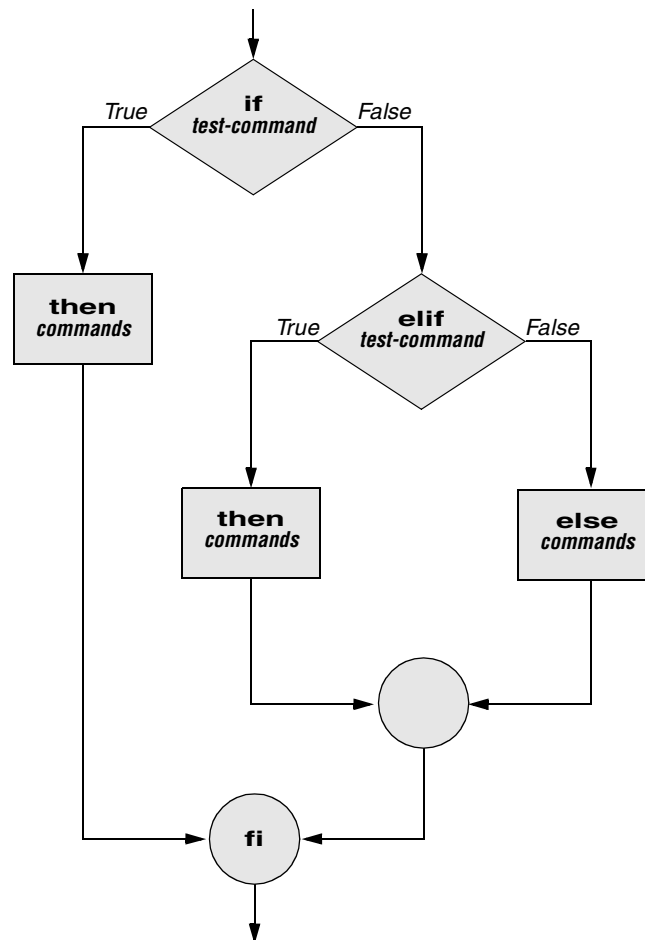 if
test-command
True
False
then
commands
elif
test-command
True
False
then
commands
else
commands
fi